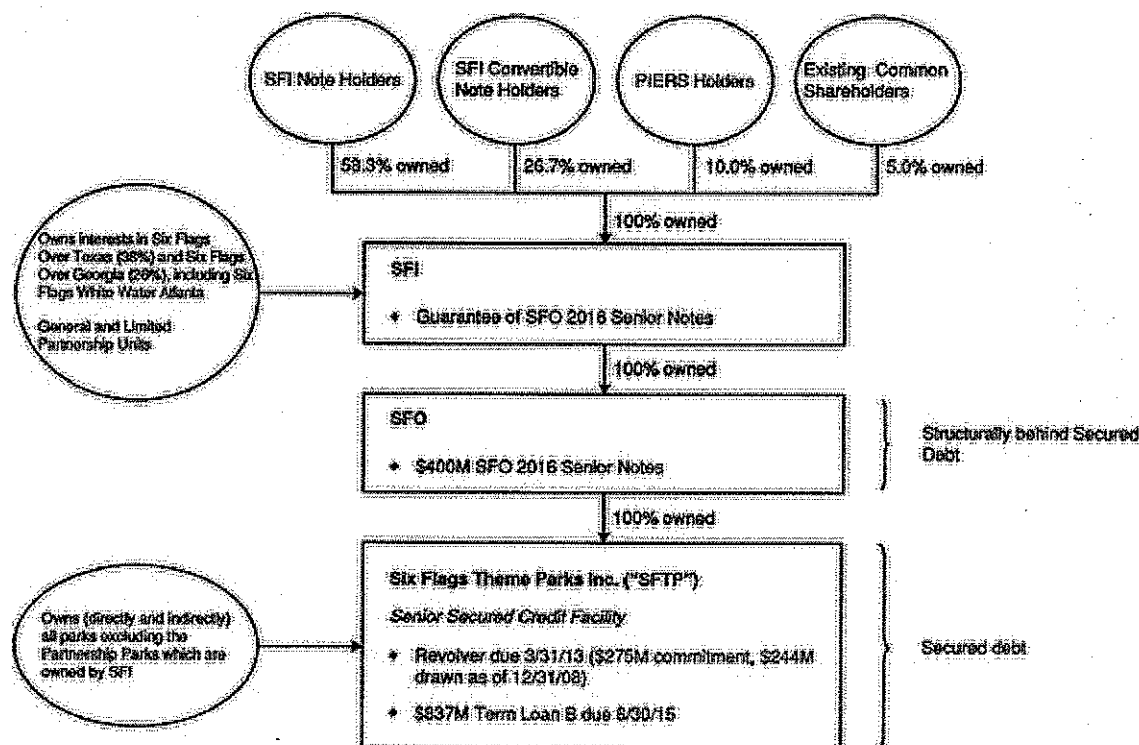 SFI Note Holders
SFI Convertible
Note Holders
PIERS Holders
Existing Common
Shareholders
58.3% owned
26.7% owned
10.0% owned
5.0% owned
100% owned
Owns interests in Six Flags
Over Texas (38%) and Six Flags
Over Georgia (26%), including Six
Flags White Water Atlanta
General and Limited
Partnership Units
SFI
• Guarantee of SFO 2016 Senior Notes
100% owned
SFO
• $400M SFO 2016 Senior Notes
Structurally behind Secured
Debt
100% owned
Owns (directly and indirectly)
all parks excluding the
Partnership Parks which are
owned by SFI
Six Flags Theme Parks Inc. ("SFTP")
Senior Secured Credit Facility
• Revolver due 3/31/13 ($275M commitment, $244M
drawn as of 12/31/08)
• $837M Term Loan B due 6/30/15
Secured debt